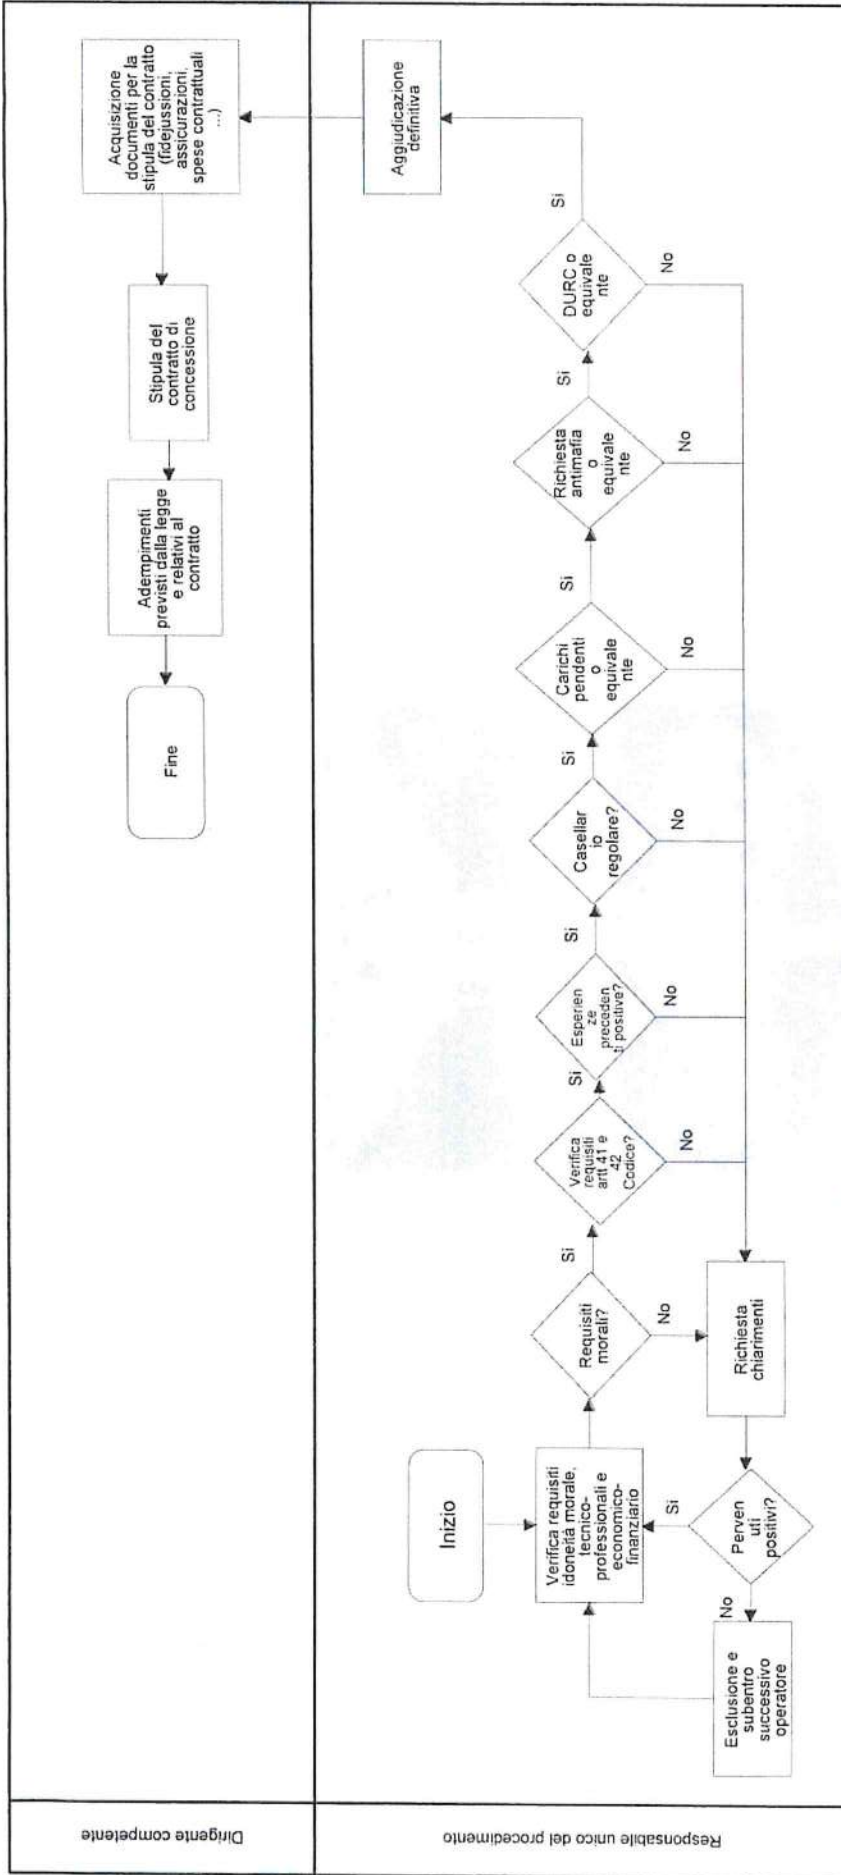 Dirigente competente
Acquisizione
documenti per la
stipula del contratto
(fidejussioni,
assicurazioni,
spese contrattuali
...)
Stipula del
contratto di
concessione
Adempimenti
previsti dalla legge
e relativi al
contratto
Fine
Responsabile unico del procedimento
Inizio
Verifica requisiti
idoneità morale,
tecnico-
professionali e
economico-
finanziario
Requisiti
morali?
Si
No
Verifica
requisiti
artt 41 e
42
Codice?
Si
No
Esperien
ze
preceden
ti positive?
Si
No
Casellar
io
regolare?
Si
No
Carichi
pendenti
o
equivale
nte
Si
No
Richiesta
antimafia
o
equivale
nte
Si
No
DURC o
equivale
nte
Si
No
Aggiudicazione
definitiva
Richiesta
chiarimenti
Perven
uti
positivi?
Si
No
Esclusione e
subentro
successivo
operatore